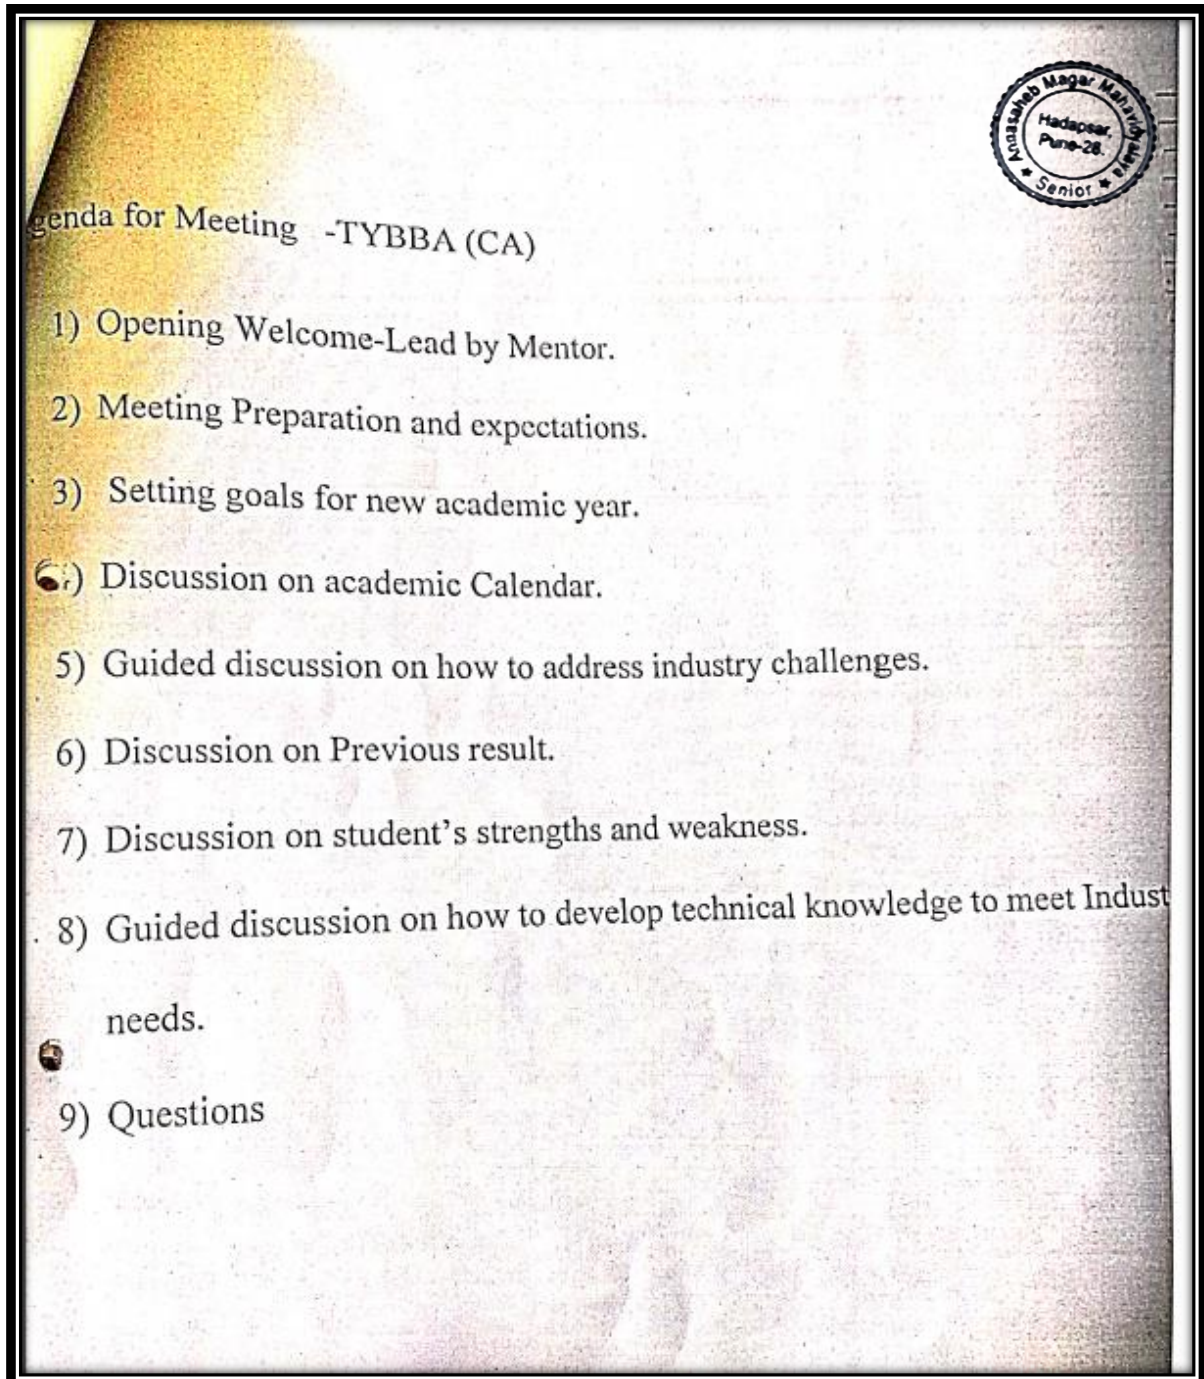 Annasaheb Magar Mahavidyalaya
Hadapsar,
Pune-28.
★ Senior ★
genda for Meeting -TYBBA (CA)
1) Opening Welcome-Lead by Mentor.
2) Meeting Preparation and expectations.
3) Setting goals for new academic year.
) Discussion on academic Calendar.
5) Guided discussion on how to address industry challenges.
6) Discussion on Previous result.
7) Discussion on student's strengths and weakness.
8) Guided discussion on how to develop technical knowledge to meet Indust
needs.
9) Questions